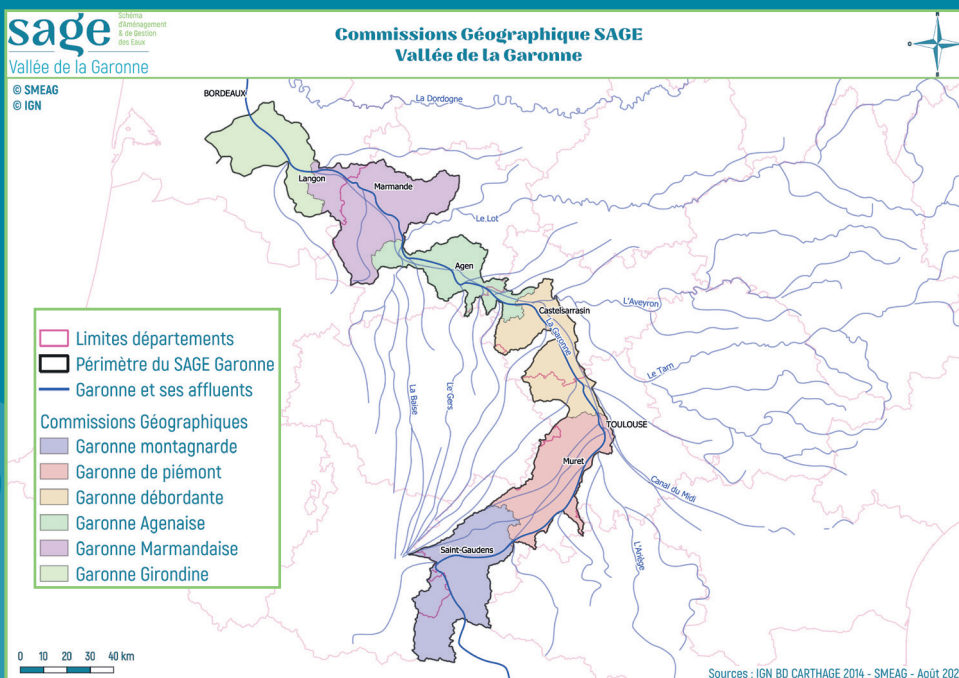 sage
Schéma
d'Aménagement
& de Gestion
des Eaux
Vallée de la Garonne
Commissions Géographique SAGE
Vallée de la Garonne
© SMEAG
© IGN
BORDEAUX
La Dordogne
Langon
Marmande
Le Lot
Agen
Castelsarrasin
L'Aveyron
La Garonne
Le Tarn
La Baïse
Le Gers
TOULOUSE
Muret
Canal du Midi
Saint-Gaudens
L'Ariège
Limites départements
Périmètre du SAGE Garonne
Garonne et ses affluents
Commissions Géographiques
Garonne montagnarde
Garonne de piémont
Garonne débordante
Garonne Agenaise
Garonne Marmandaise
Garonne Girondine
0 10 20 30 40 km
Sources : IGN BD CARTHAGE 2014 - SMEAG - Août 202